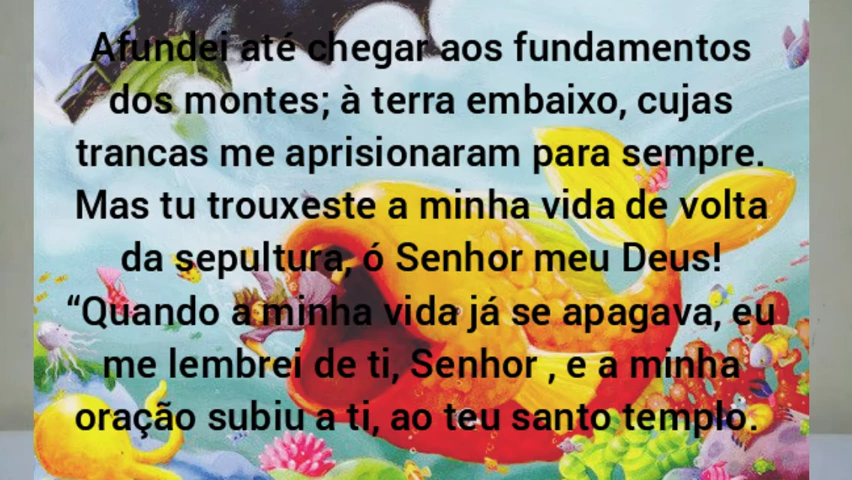 Afundei até chegar aos fundamentos
dos montes; à terra embaixo, cujas
trancas me aprisionaram para sempre.
Mas tu trouxeste a minha vida de volta
da sepultura, ó Senhor meu Deus!
“Quando a minha vida já se apagava, eu
me lembrei de ti, Senhor , e a minha
oração subiu a ti, ao teu santo templo.